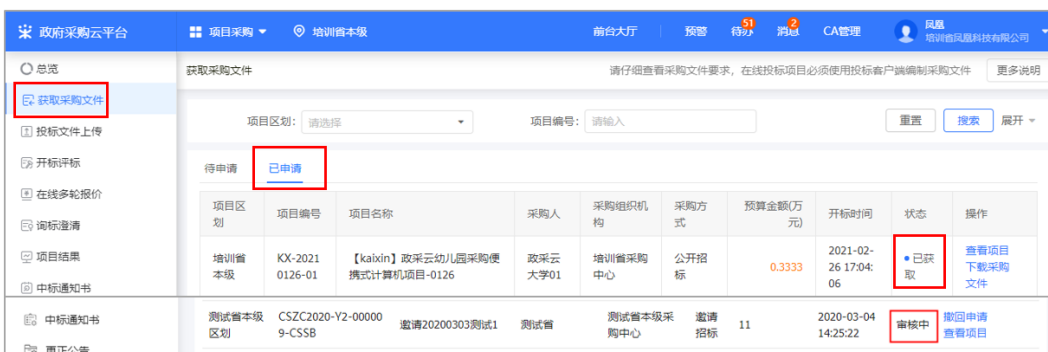 政府采购云平台 项目采购 培训省本级 前台大厅 预警 待办 51 消息 2 CA管理 凤凰
培训省凤凰科技有限公司
总览
获取采购文件
投标文件上传
开标评标
在线多轮报价
询标澄清
项目结果
中标通知书
获取采购文件 请仔细查看采购文件要求，在线投标项目必须使用投标客户端编制采购文件 更多说明
项目区划： 请选择 项目编号： 请输入 重置 搜索 展开
待申请 已申请
项目区划 项目编号 项目名称 采购人 采购组织机构 采购方式 预算金额(万元) 开标时间 状态 操作
培训省本级 KX-20210126-01 【kaixin】政采云幼儿园采购便携式计算机项目-0126 政采云大学01 培训省采购中心 公开招标 0.3333 2021-02-26 17:04:06 已获取 查看项目 下载采购文件
中标通知书
更正公告
测试省本级区划 CSZC2020-Y2-000009-CSSB 邀请20200303测试1 测试省 测试省本级采购中心 邀请招标 11 2020-03-04 14:25:22 审核中 撤回申请 查看项目